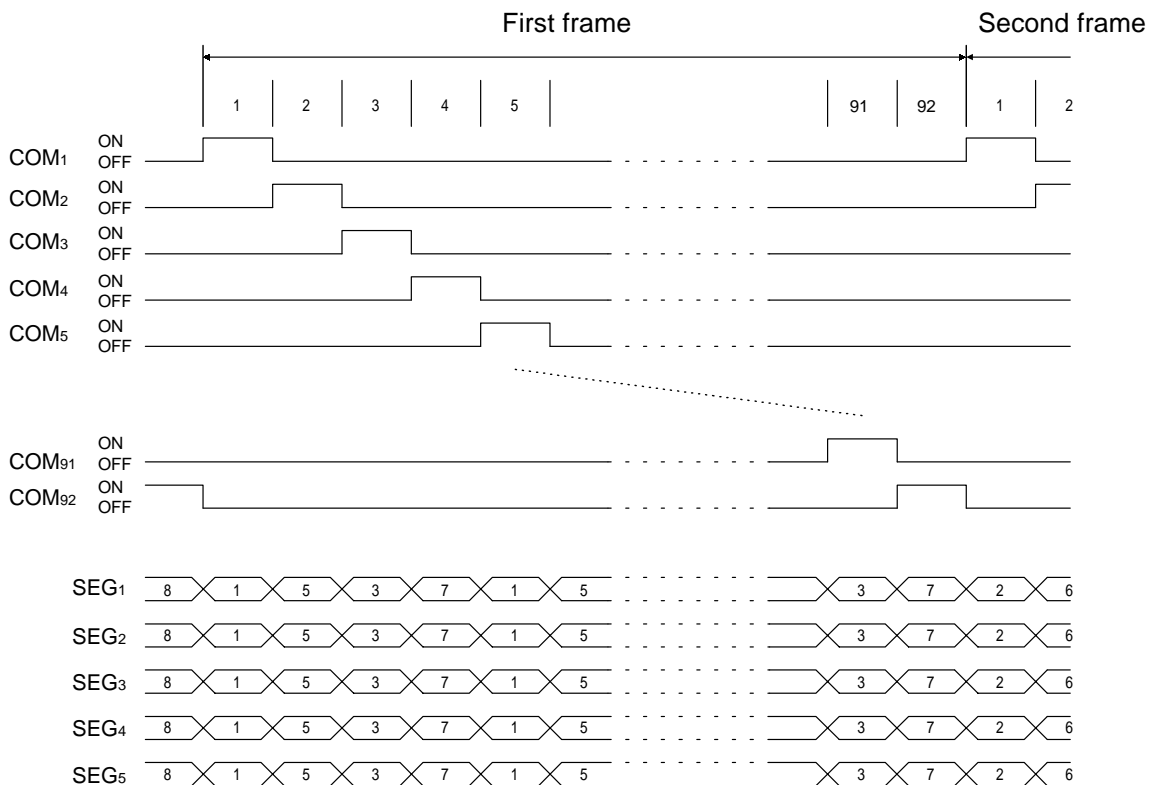 First frame Second frame
1 2 3 4 5 91 92 1 2
COM1 ON
OFF
COM2 ON
OFF
COM3 ON
OFF
COM4 ON
OFF
COM5 ON
OFF
COM91 ON
OFF
COM92 ON
OFF
SEG1 8 1 5 3 7 1 5 3 7 2 6
SEG2 8 1 5 3 7 1 5 3 7 2 6
SEG3 8 1 5 3 7 1 5 3 7 2 6
SEG4 8 1 5 3 7 1 5 3 7 2 6
SEG5 8 1 5 3 7 1 5 3 7 2 6